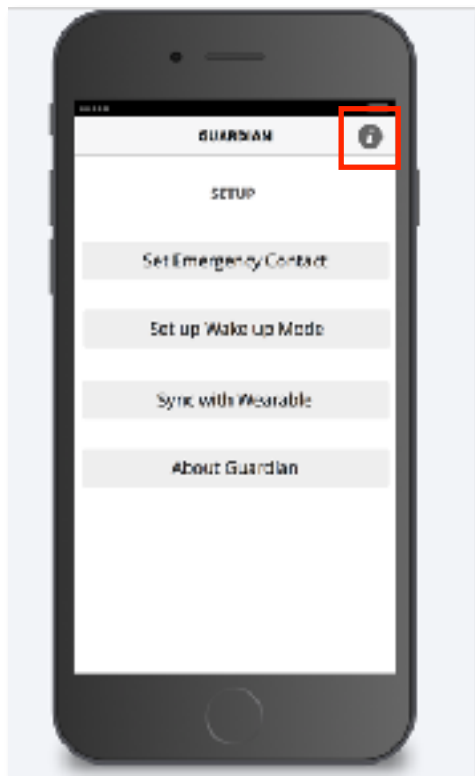 GUARDIAN
SETUP
Set Emergency Contact
Set up Wake up Mode
Sync with Wearable
About Guardian